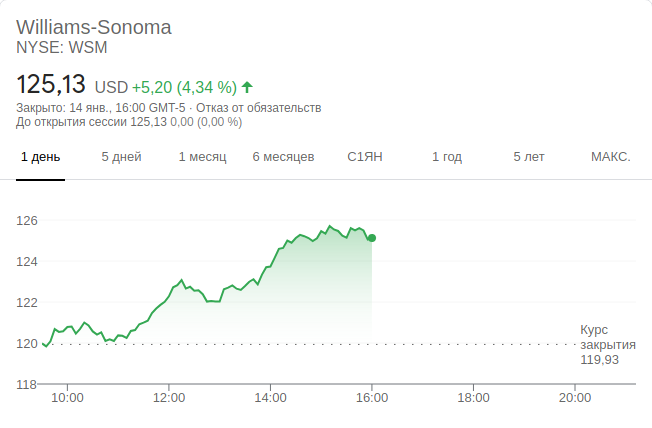 Williams-Sonoma
NYSE: WSM
125,13 USD +5,20 (4,34 %)
Закрыто: 14 янв., 16:00 GMT-5 · Отказ от обязательств
До открытия сессии 125,13 0,00 (0,00 %)
1 день 5 дней 1 месяц 6 месяцев С1ЯН 1 год 5 лет МАКС.
126
124
122
120
118
Курс
закрытия
119,93
10:00 12:00 14:00 16:00 18:00 20:00